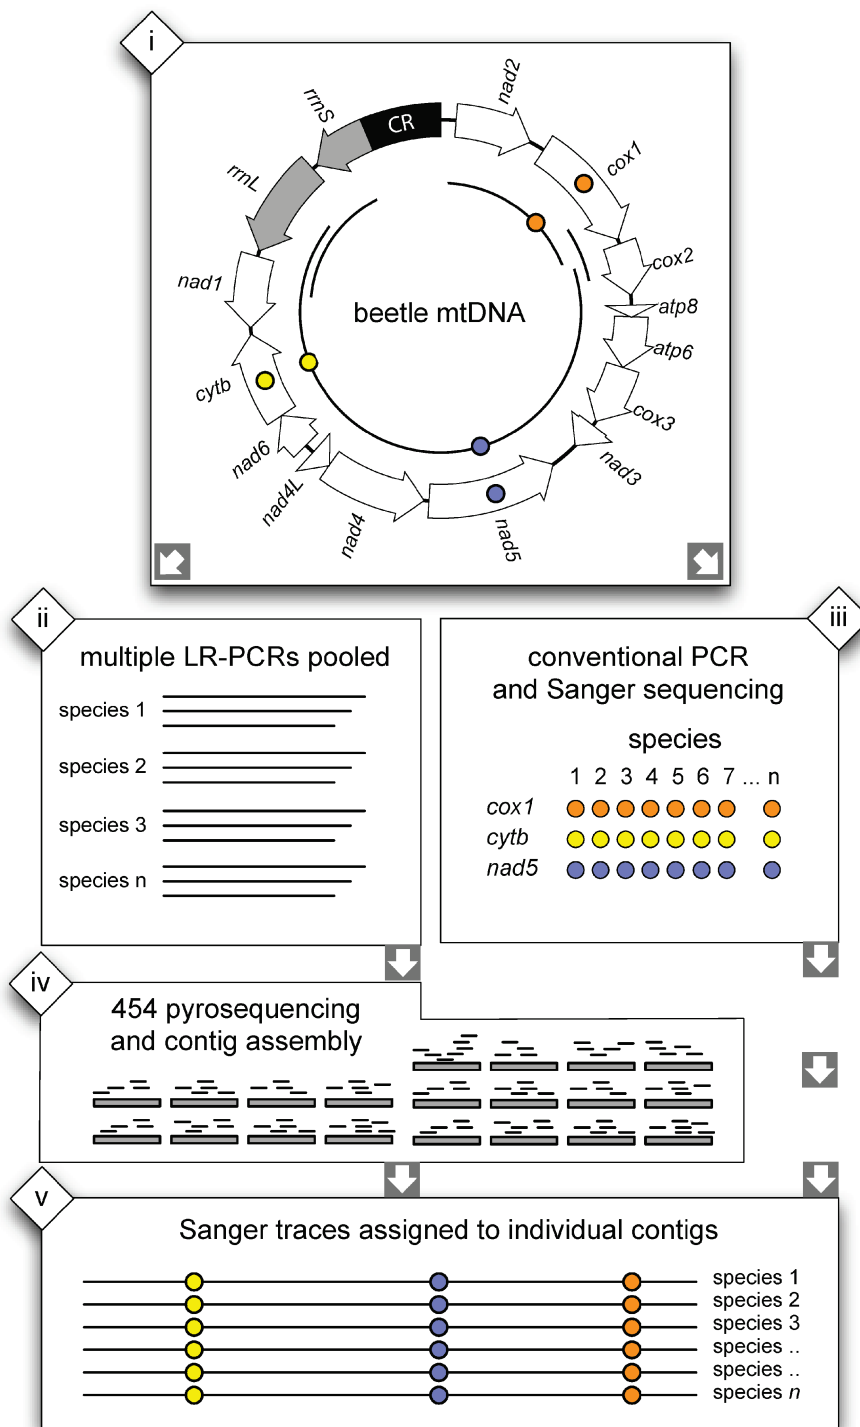 i
CR
nad2
cox1
cox2
atp8
atp6
cox3
nad3
nad5
nad4
nad4L
nad6
cytb
nad1
rrnL
rrnS
beetle mtDNA
ii
multiple LR-PCRs pooled
species 1
species 2
species 3
species n
iii
conventional PCR
and Sanger sequencing
species
1 2 3 4 5 6 7 ... n
cox1
cytb
nad5
iv
454 pyrosequencing
and contig assembly
v
Sanger traces assigned to individual contigs
species 1
species 2
species 3
species ..
species ..
species n